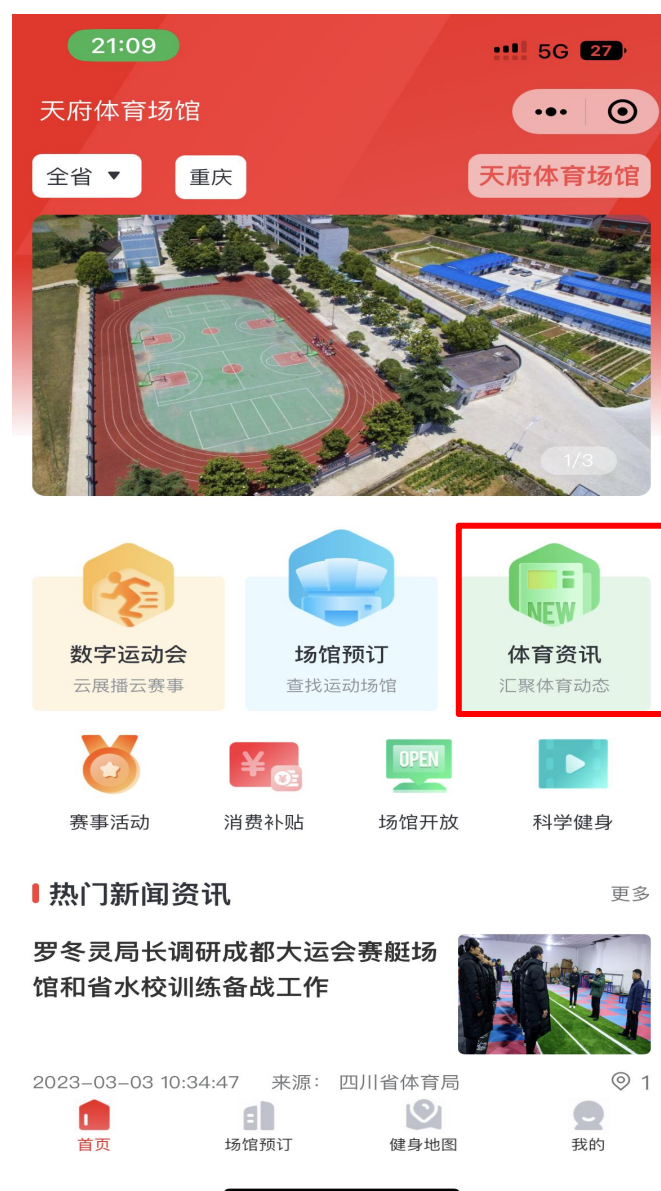 21:09
5G 27
天府体育场馆
全省 ▼
重庆
天府体育场馆
1/3
NEW
数字运动会
场馆预订
体育资讯
云展播云赛事
查找运动场馆
汇聚体育动态
¥
OPEN
赛事活动
消费补贴
场馆开放
科学健身
热门新闻资讯
更多
罗冬灵局长调研成都大运会赛艇场
馆和省水校训练备战工作
2023-03-03 10:34:47 来源： 四川省体育局
1
首页
场馆预订
健身地图
我的